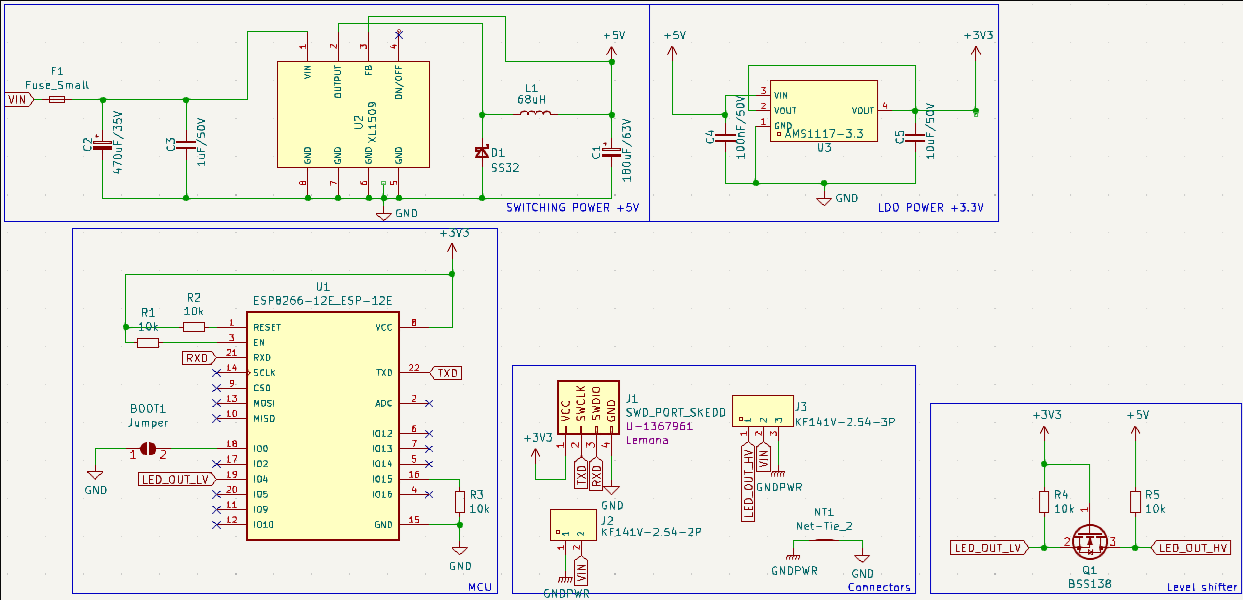 VIN
F1
Fuse_Small
C2
470uF/35V
C3
1uF/50V
1
2
3
4
VIN
OUTPUT
FB
ON/OFF
U2
XL1509
GND
GND
GND
GND
8
7
6
5
GND
L1
68uH
D1
SS32
+5V
C1
180uF/63V
SWITCHING POWER +5V
+5V
C4
100nF/50V
3
2
1
VIN
VOUT
GND
VOUT
4
AMS1117-3.3
U3
C5
10uF/50V
+3V3
GND
LDO POWER +3.3V
+3V3
U1
ESP8266-12E_ESP-12E
R1
10k
R2
10k
1
RESET
3
EN
RXD
21
RXD
14
SCLK
9
CS0
13
MOSI
10
MISO
BOOT1
Jumper
1
2
GND
18
IO0
17
IO2
LED_OUT_LV
19
IO4
20
IO5
11
IO9
12
IO10
VCC
8
TXD
22
TXD
ADC
2
IO12
6
IO13
7
IO14
5
IO15
16
IO16
4
GND
15
R3
10k
GND
MCU
J1
SWD_PORT_SKEDD
U-1367961
Lemona
VCC
SWCLK
SWDIO
GND
+3V3
1
2
3
4
TXD
RXD
GND
J2
KF141V-2.54-2P
1
2
1
2
VIN
GNDPWR
J3
KF141V-2.54-3P
1
2
3
1
2
3
LED_OUT_HV
VIN
GNDPWR
NT1
Net-Tie_2
GNDPWR
GND
Connectors
+3V3
+5V
R4
10k
R5
10k
1
2
3
LED_OUT_LV
LED_OUT_HV
Q1
BSS138
Level shifter